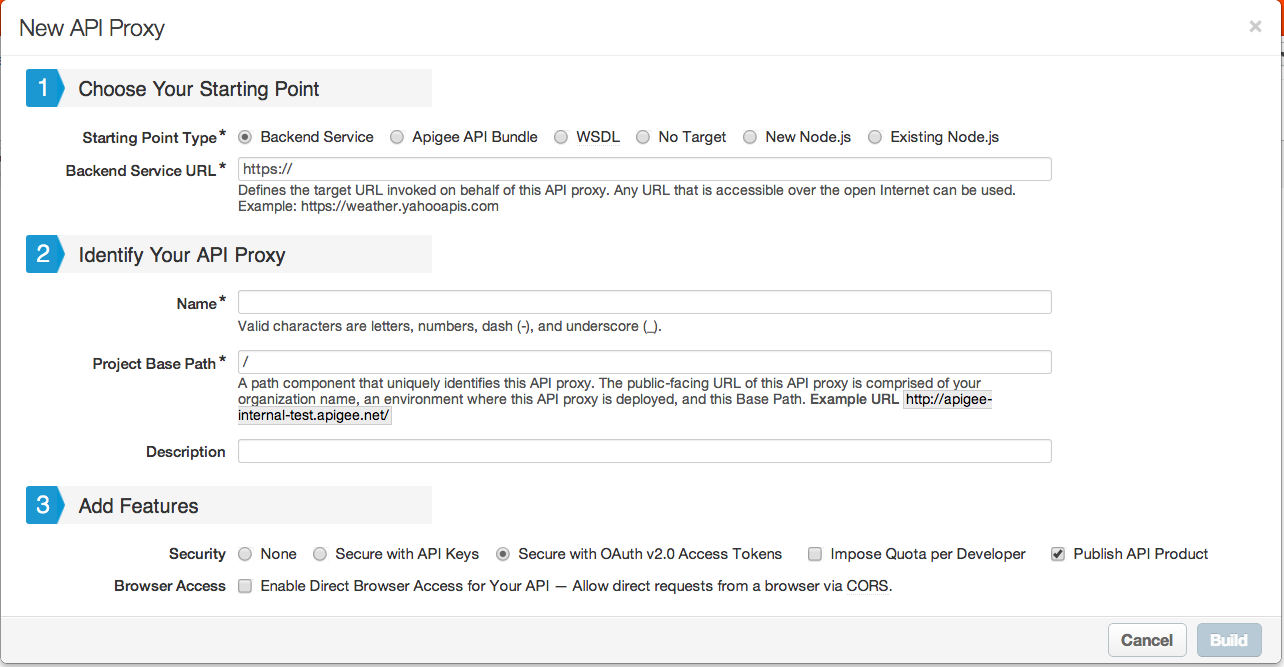 New API Proxy ×
1 Choose Your Starting Point
Starting Point Type* Backend Service Apigee API Bundle WSDL No Target New Node.js Existing Node.js
Backend Service URL* https://
Defines the target URL invoked on behalf of this API proxy. Any URL that is accessible over the open Internet can be used.
Example: https://weather.yahooapis.com
2 Identify Your API Proxy
Name*
Valid characters are letters, numbers, dash (-), and underscore (_).
Project Base Path* /
A path component that uniquely identifies this API proxy. The public-facing URL of this API proxy is comprised of your
organization name, an environment where this API proxy is deployed, and this Base Path. Example URL http://apigee-
internal-test.apigee.net/
Description
3 Add Features
Security None Secure with API Keys Secure with OAuth v2.0 Access Tokens Impose Quota per Developer Publish API Product
Browser Access Enable Direct Browser Access for Your API — Allow direct requests from a browser via CORS.
Cancel Build